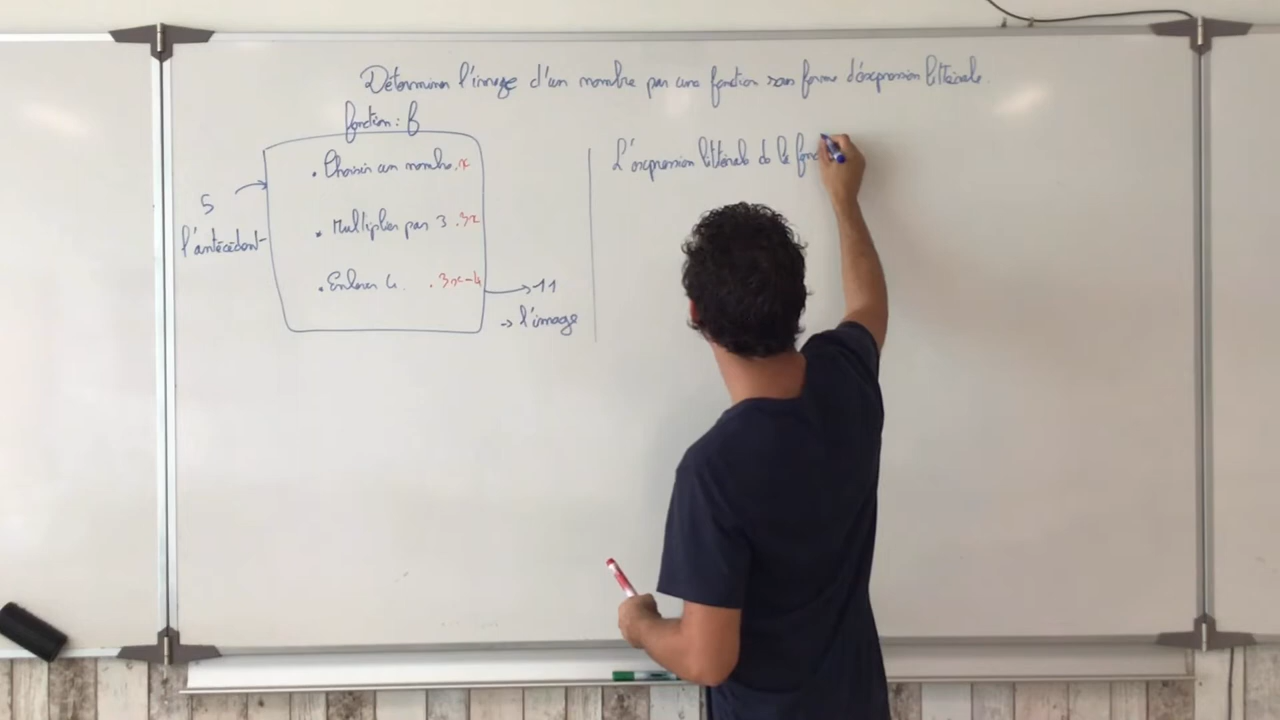 Déterminer l'image d'un nombre par une fonction sous forme d'expression littérale.
fonction : f
. Choisir un nombre. x
5
l'antécédent
. Multiplier par 3 . 3x
. Enlever 4. . 3x-4
11
→ l'image
L'expression littérale de la fonc